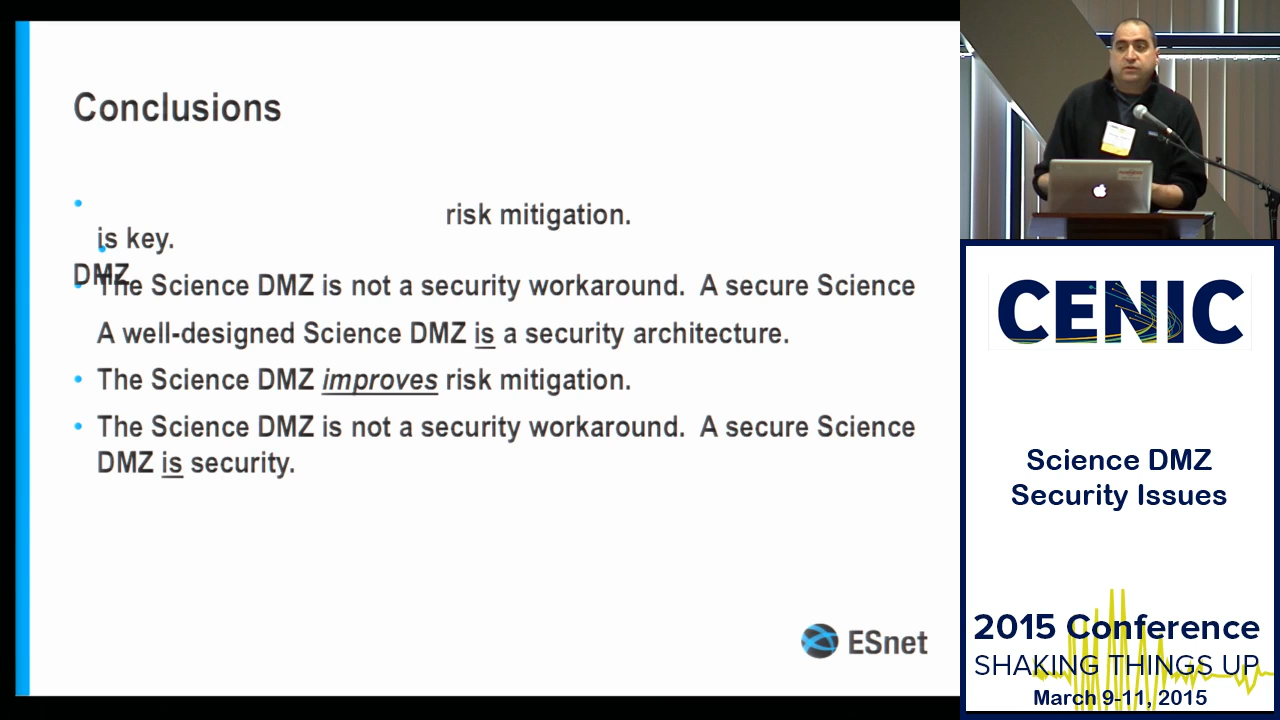 Conclusions
risk mitigation.
is key.
DMZ
The Science DMZ is not a security workaround. A secure Science
A well-designed Science DMZ is a security architecture.
The Science DMZ improves risk mitigation.
The Science DMZ is not a security workaround. A secure Science
DMZ is security.
ESnet
CENIC
Science DMZ
Security Issues
2015 Conference
SHAKING THINGS UP
March 9-11, 2015